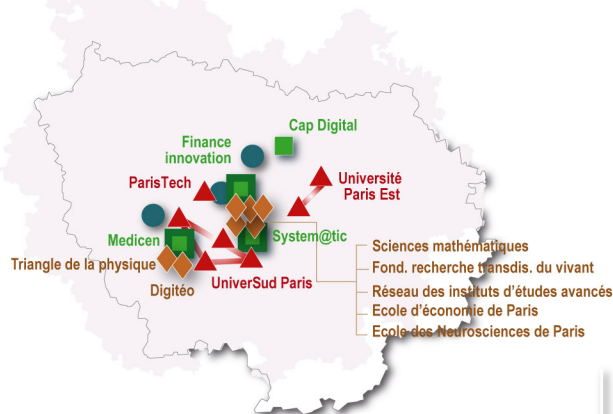 Cap Digital
Finance
innovation
ParisTech
Université
Paris Est
Medicen
System@tic
Triangle de la physique
Digitéo
UniverSud Paris
Sciences mathématiques
Fond. recherche transdis. du vivant
Réseau des instituts d'études avancés
Ecole d'économie de Paris
Ecole des Neurosciences de Paris